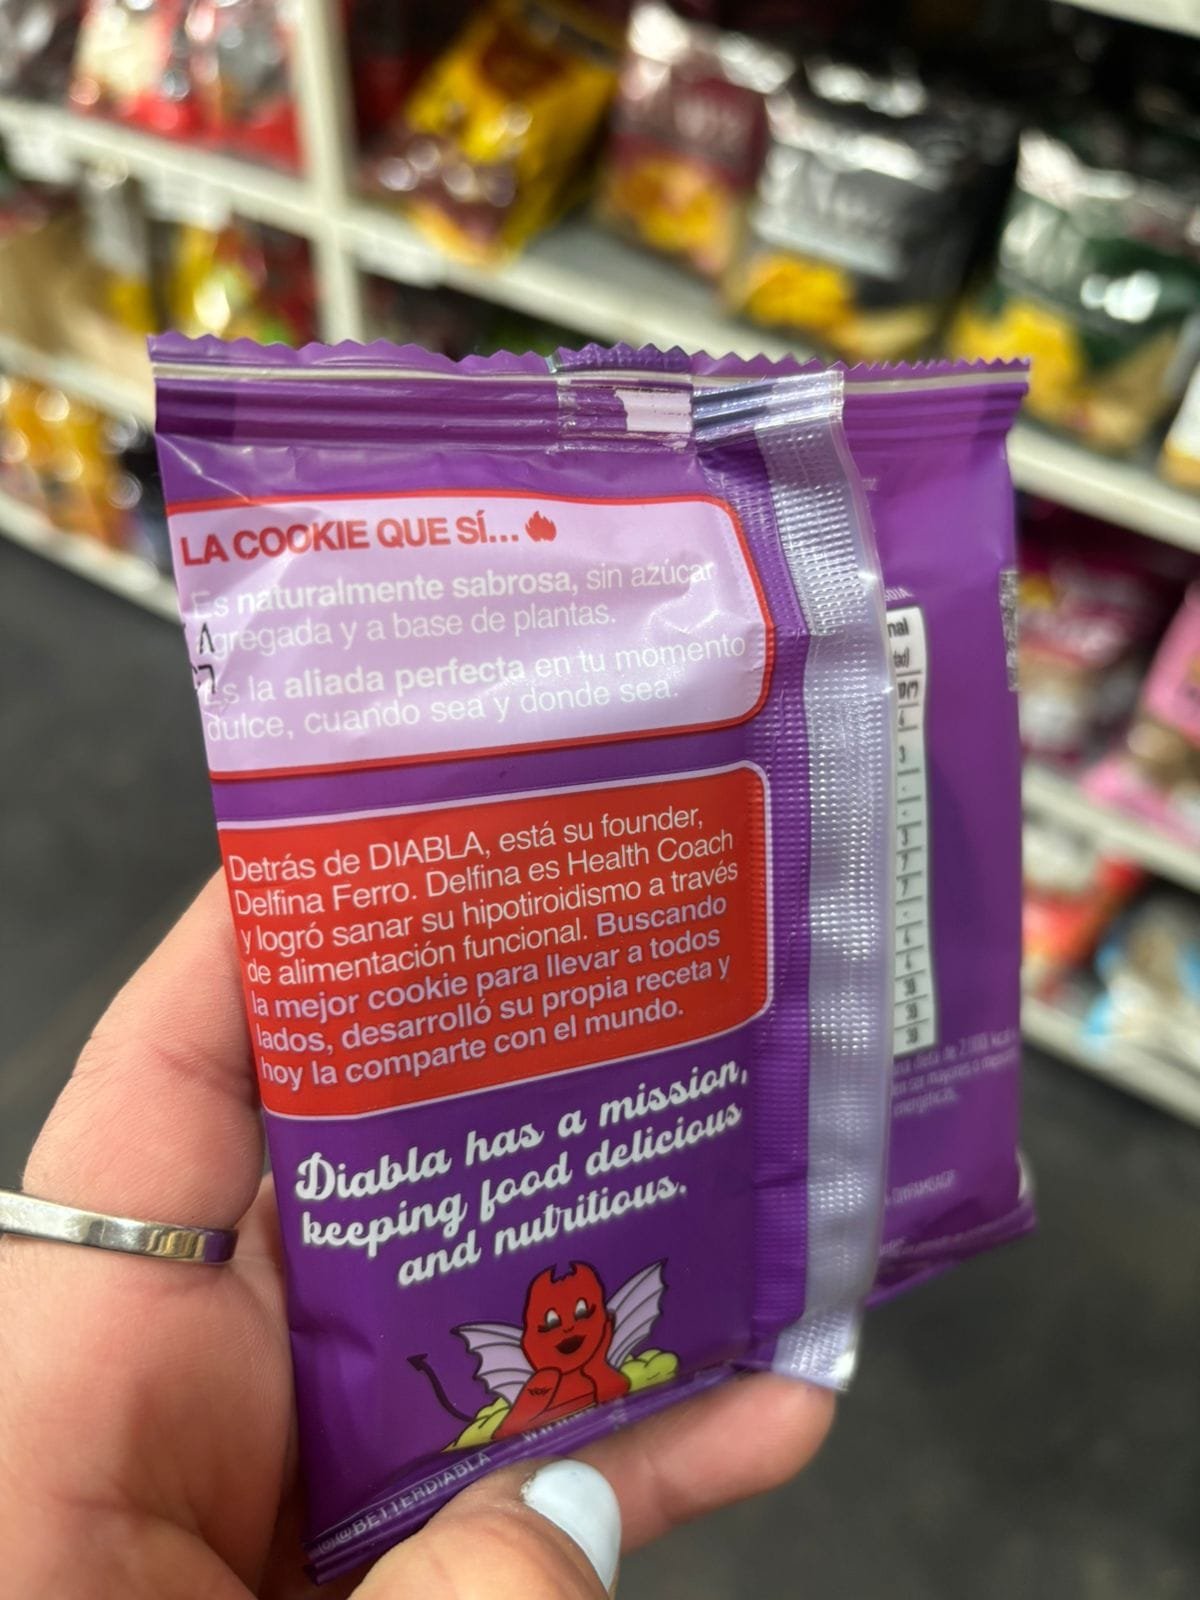 LA COOKIE QUE SÍ...
Es naturalmente sabrosa, sin azúcar
agregada y a base de plantas.
Es la aliada perfecta en tu momento
dulce, cuando sea y donde sea.
Detrás de DIABLA, está su founder,
Delfina Ferro. Delfina es Health Coach
y logró sanar su hipotiroidismo a través
de alimentación funcional. Buscando
la mejor cookie para llevar a todos
lados, desarrolló su propia receta y
hoy la comparte con el mundo.
Diabla has a mission,
keeping food delicious
and nutritious.
@BETTERDIABLA